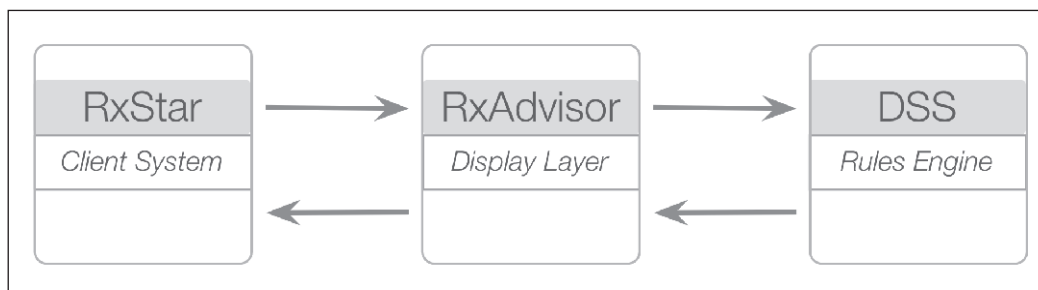 RxStar
Client System
RxAdvisor
Display Layer
DSS
Rules Engine